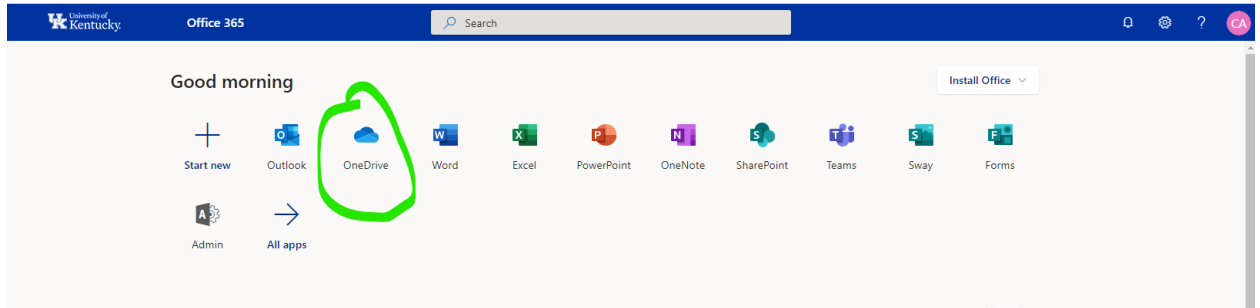 University of
Kentucky.
Office 365
Search
?
CA
Good morning
Install Office
Start new
Outlook
OneDrive
Word
Excel
PowerPoint
OneNote
SharePoint
Teams
Sway
Forms
Admin
All apps